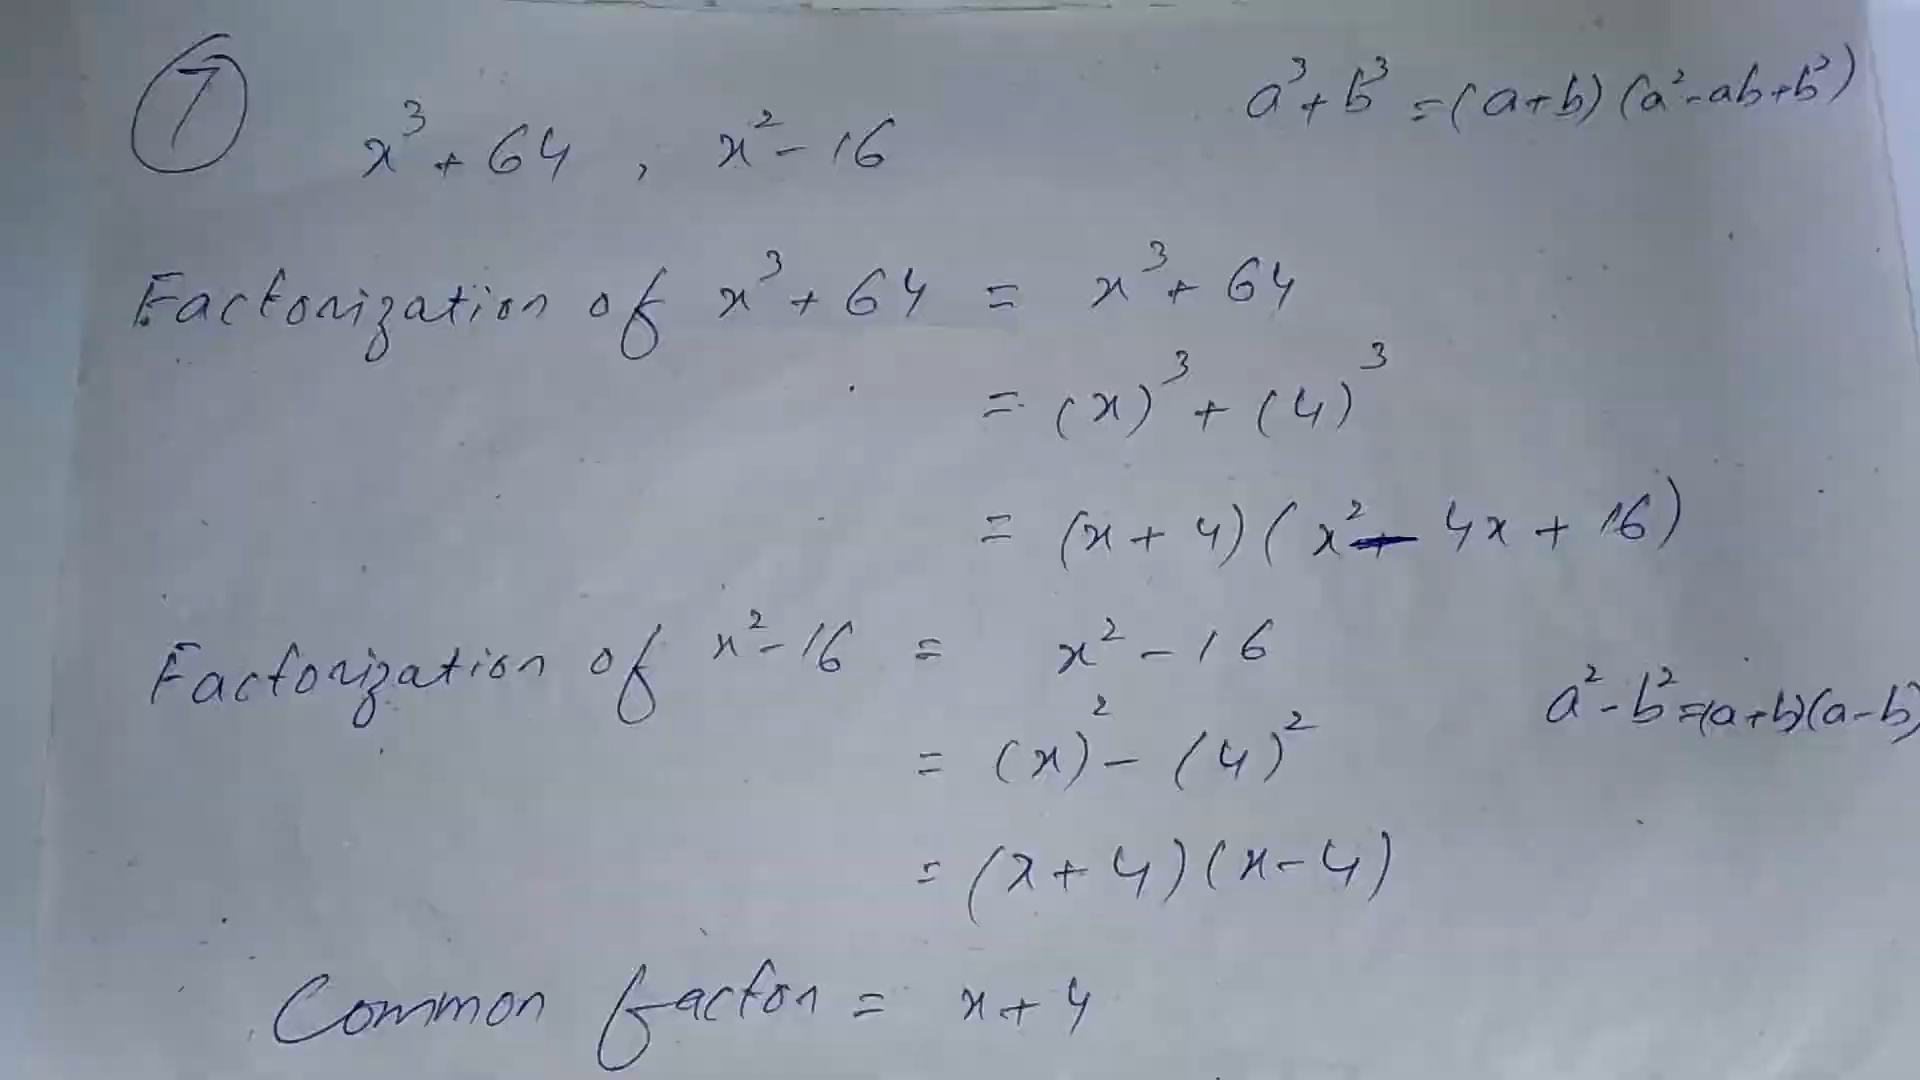 7
x³ + 64 , x² - 16
a³ + b³ = (a+b) (a² - ab + b²)
Factorization of x³ + 64 = x³ + 64
= (x)³ + (4)³
= (x + 4) (x² - 4x + 16)
Factorization of x² - 16 = x² - 16
a² - b² = (a+b)(a-b)
= (x)² - (4)²
= (x + 4) (x - 4)
Common factor = x + 4